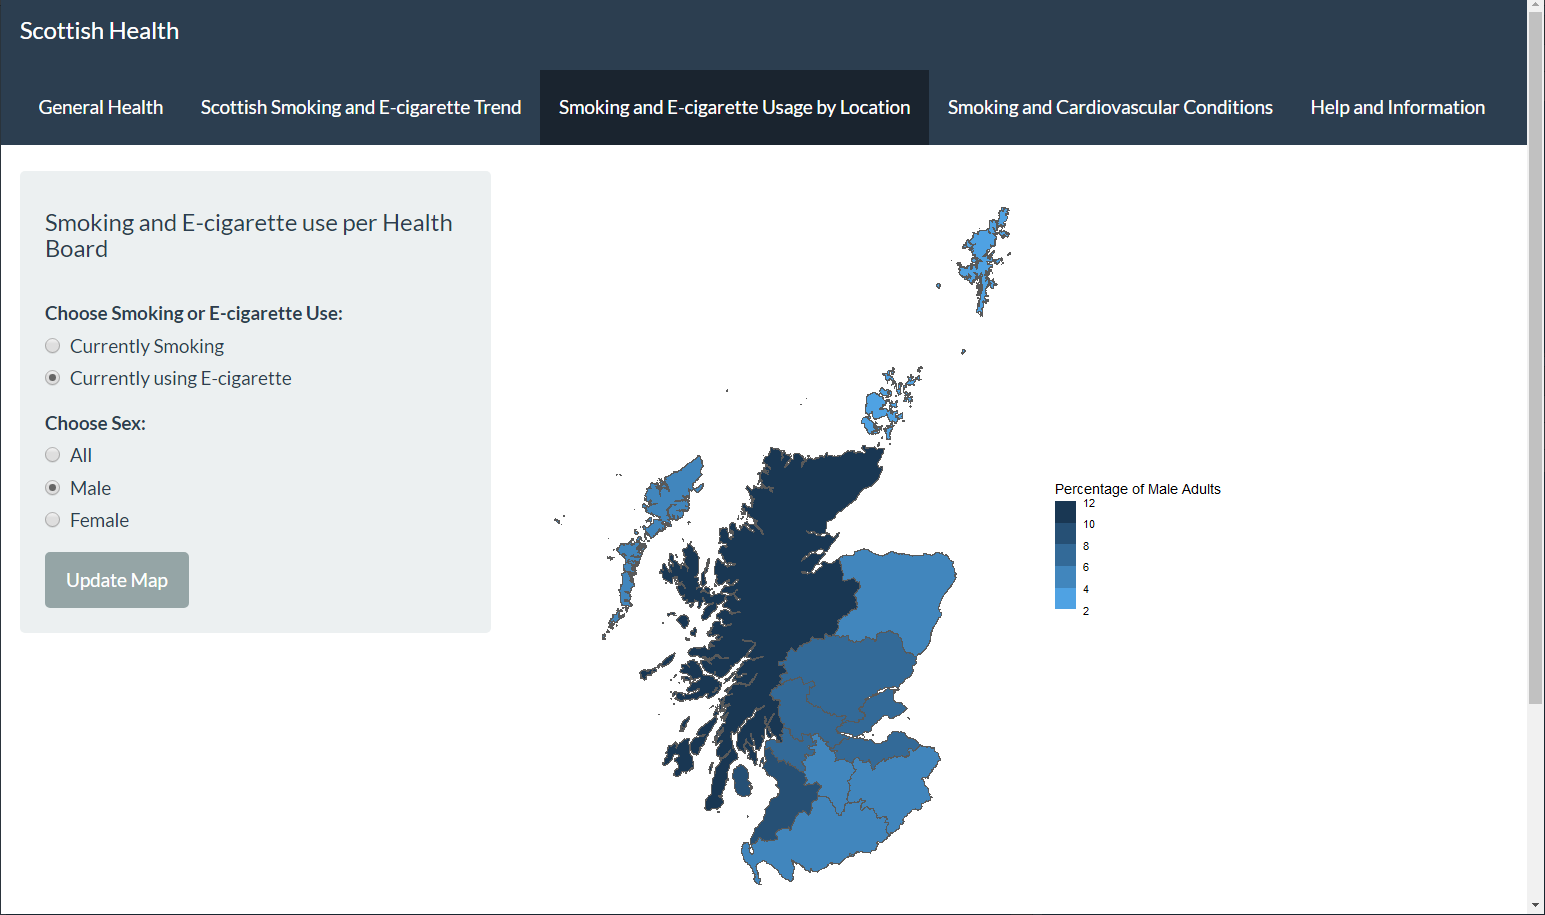 Scottish Health
General Health
Scottish Smoking and E-cigarette Trend
Smoking and E-cigarette Usage by Location
Smoking and Cardiovascular Conditions
Help and Information
Smoking and E-cigarette use per Health
Board
Choose Smoking or E-cigarette Use:
Currently Smoking
Currently using E-cigarette
Choose Sex:
All
Male
Female
Update Map
Percentage of Male Adults
12
10
8
6
4
2